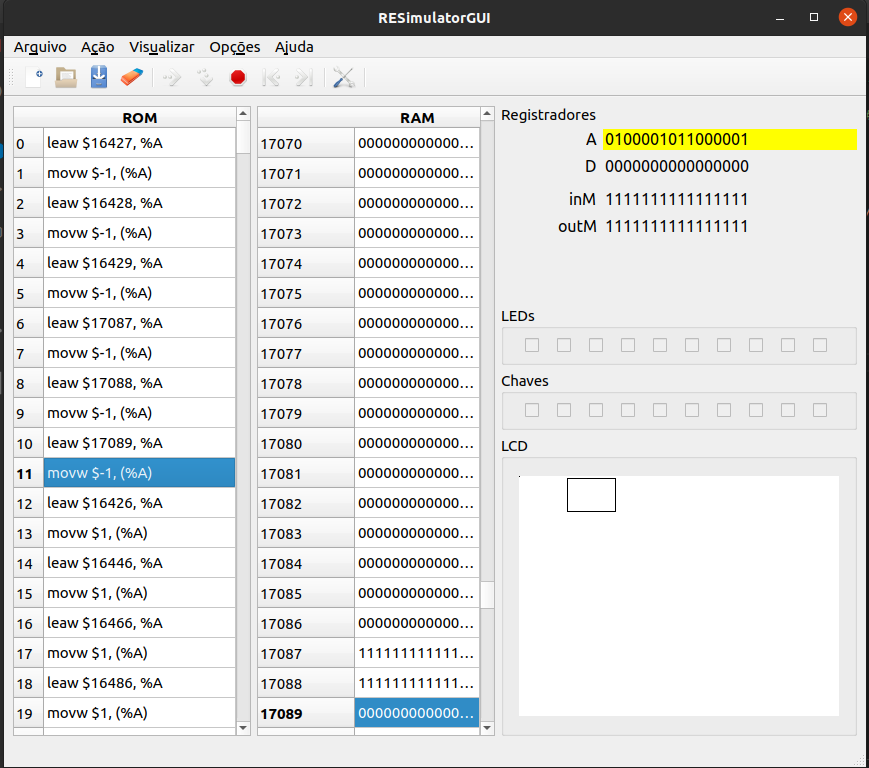 RESimulatorGUI
Arquivo Ação Visualizar Opções Ajuda
ROM
0 leaw $16427, %A
1 movw $-1, (%A)
2 leaw $16428, %A
3 movw $-1, (%A)
4 leaw $16429, %A
5 movw $-1, (%A)
6 leaw $17087, %A
7 movw $-1, (%A)
8 leaw $17088, %A
9 movw $-1, (%A)
10 leaw $17089, %A
11 movw $-1, (%A)
12 leaw $16426, %A
13 movw $1, (%A)
14 leaw $16446, %A
15 movw $1, (%A)
16 leaw $16466, %A
17 movw $1, (%A)
18 leaw $16486, %A
19 movw $1, (%A)
RAM
17070 000000000000...
17071 000000000000...
17072 000000000000...
17073 000000000000...
17074 000000000000...
17075 000000000000...
17076 000000000000...
17077 000000000000...
17078 000000000000...
17079 000000000000...
17080 000000000000...
17081 000000000000...
17082 000000000000...
17083 000000000000...
17084 000000000000...
17085 000000000000...
17086 000000000000...
17087 111111111111...
17088 111111111111...
17089 000000000000...
Registradores
A 0100001011000001
D 0000000000000000
inM 1111111111111111
outM 1111111111111111
LEDs
Chaves
LCD